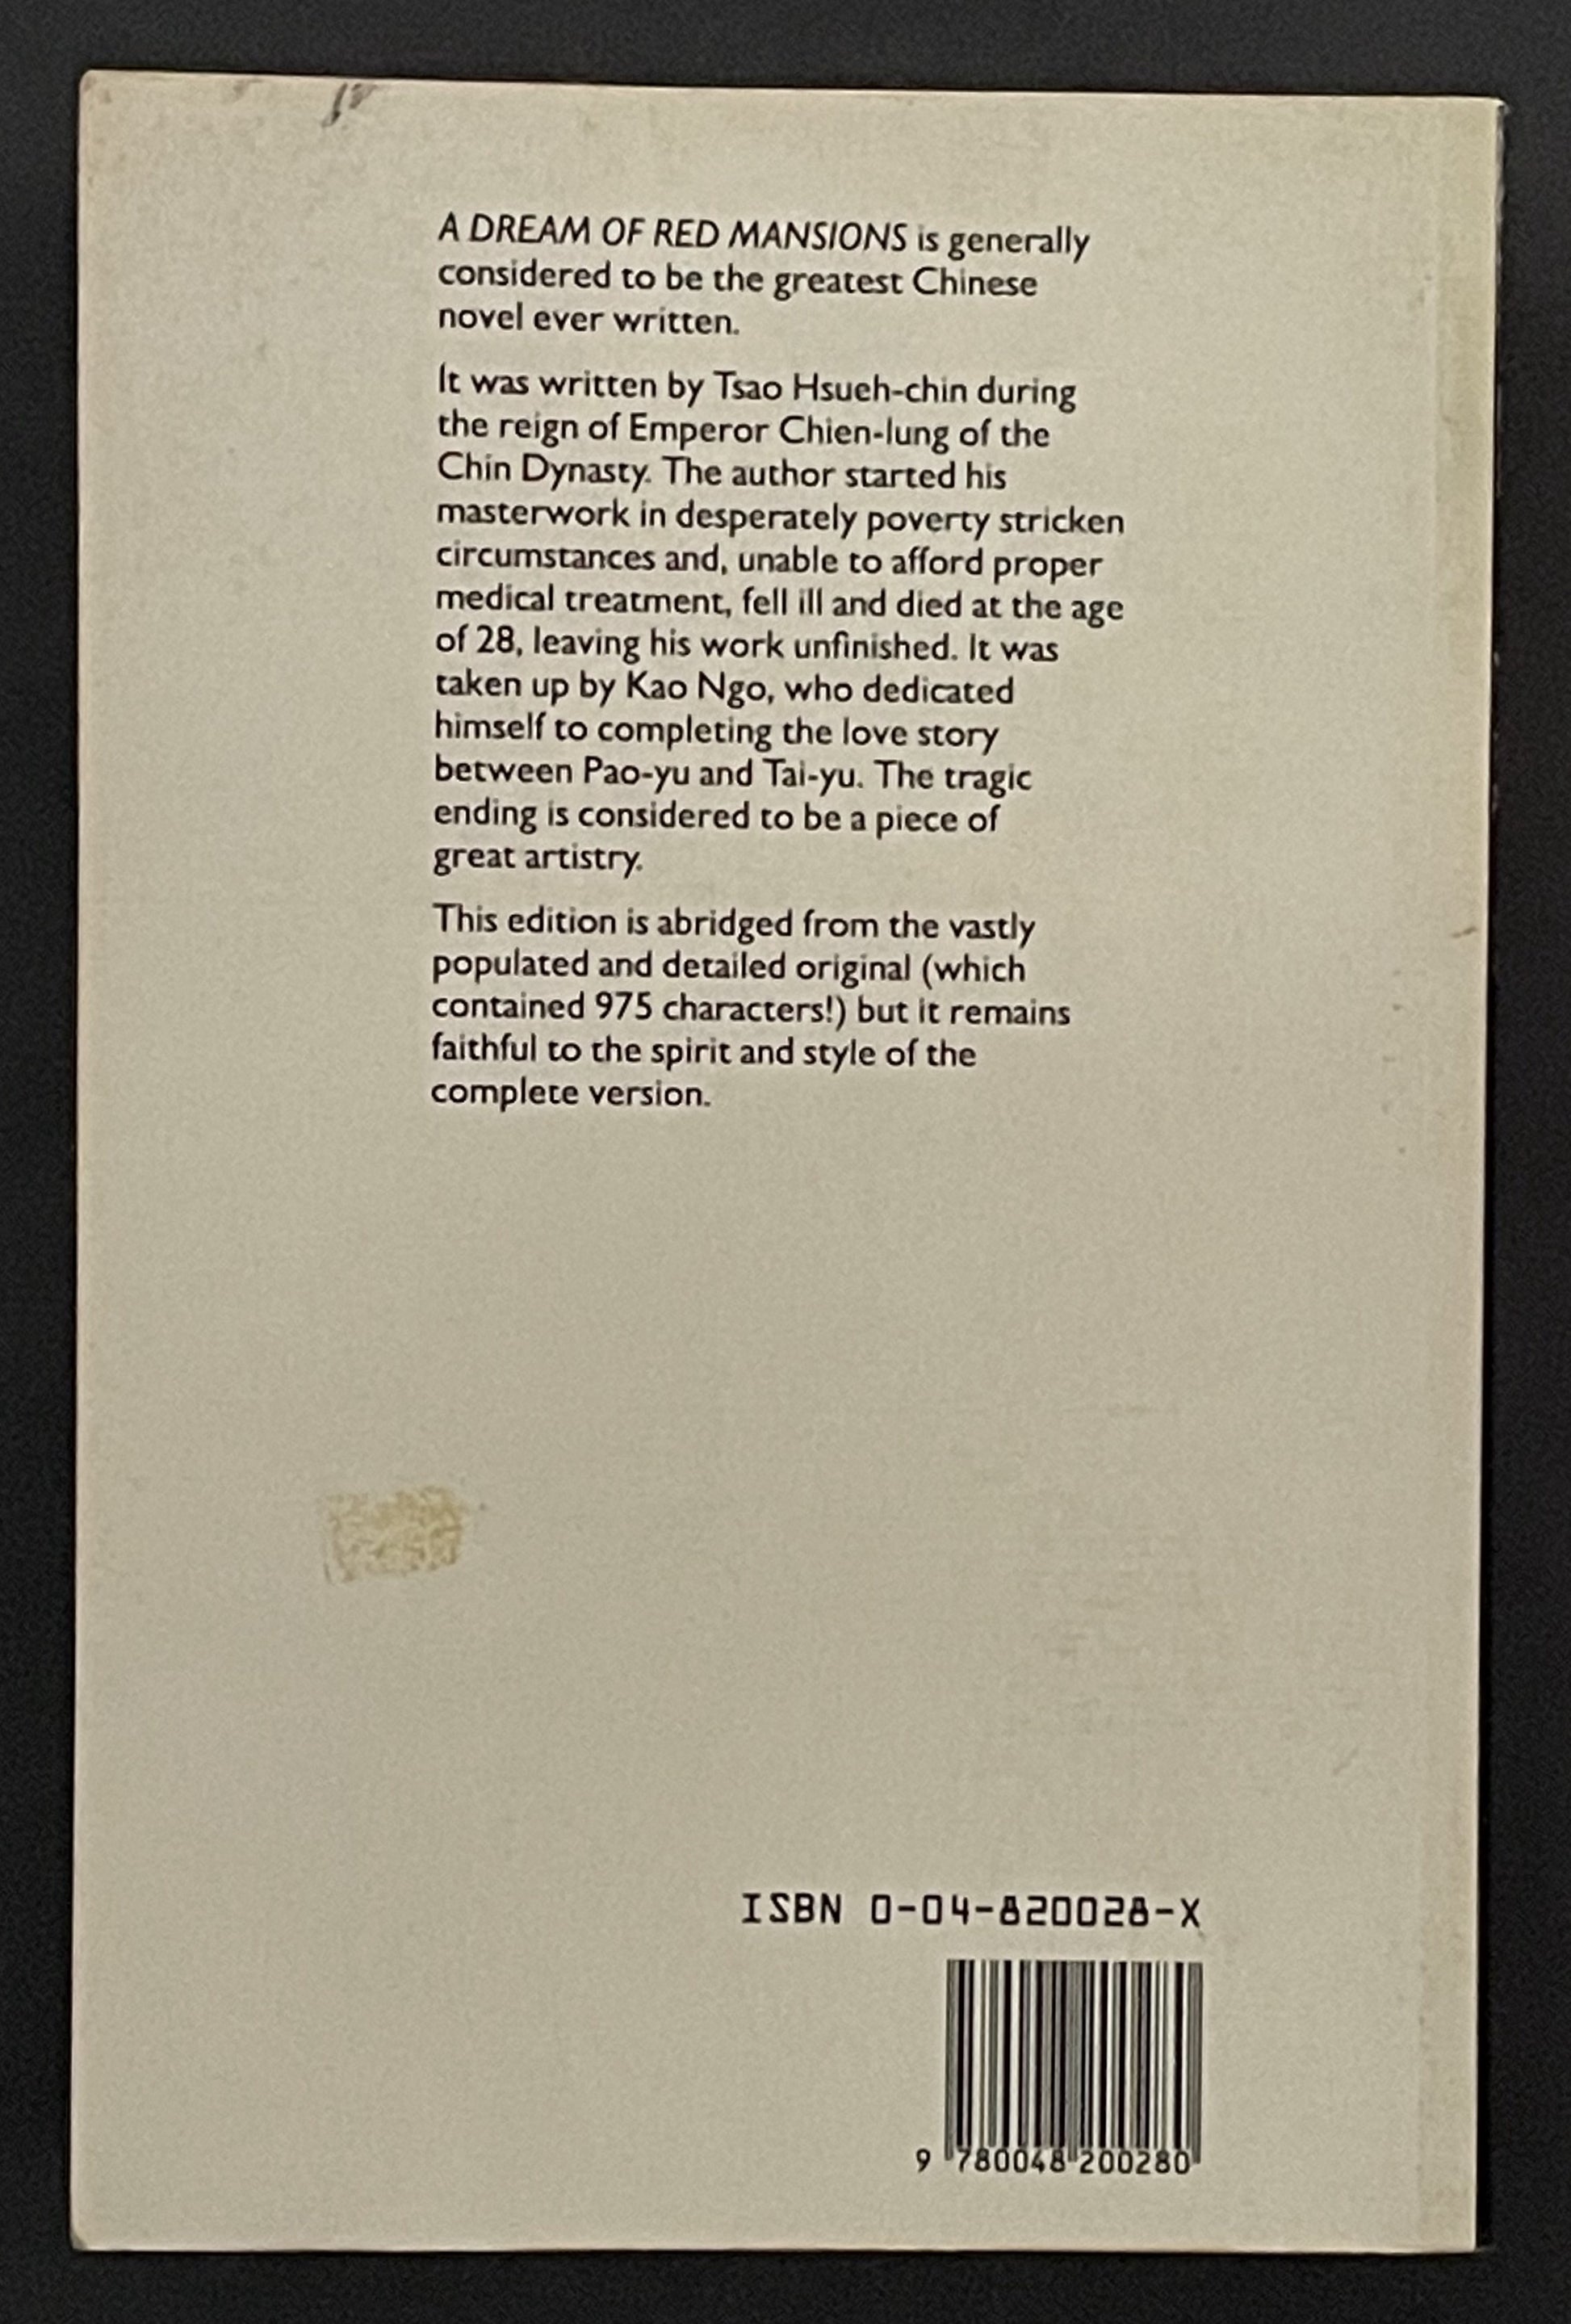 A DREAM OF RED MANSIONS is generally
considered to be the greatest Chinese
novel ever written.
It was written by Tsao Hsueh-chin during
the reign of Emperor Chien-lung of the
Chin Dynasty. The author started his
masterwork in desperately poverty stricken
circumstances and, unable to afford proper
medical treatment, fell ill and died at the age
of 28, leaving his work unfinished. It was
taken up by Kao Ngo, who dedicated
himself to completing the love story
between Pao-yu and Tai-yu. The tragic
ending is considered to be a piece of
great artistry.
This edition is abridged from the vastly
populated and detailed original (which
contained 975 characters!) but it remains
faithful to the spirit and style of the
complete version.
ISBN 0-04-820028-X
9 780048 200280